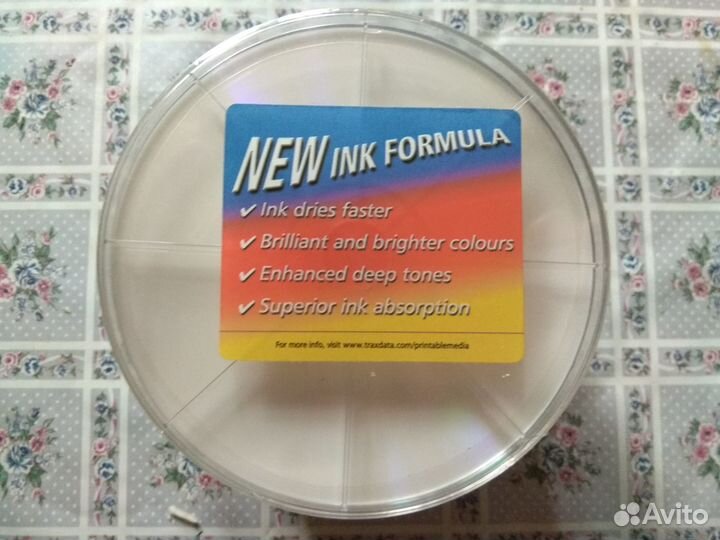 NEW INK FORMULA
✓ Ink dries faster
✓ Brilliant and brighter colours
✓ Enhanced deep tones
✓ Superior ink absorption
For more info, visit www.traxdata.com/printablemedia
Avito